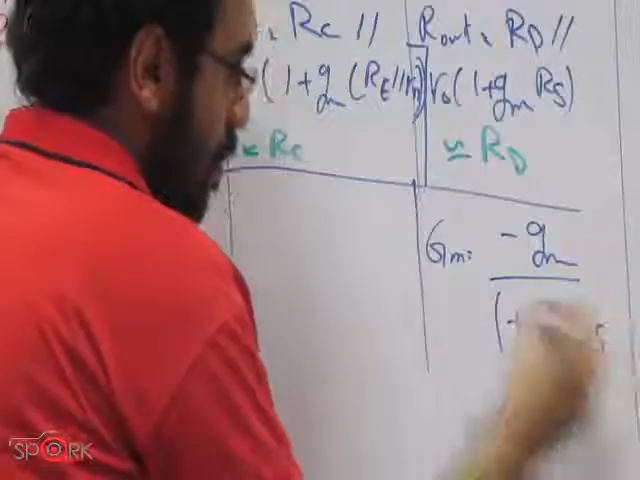 RC // Rout = RD //
(1+gm (RE // rπ) ro (1+gm RS)
≃ RC ≃ RD
Gm = -gm
SPORK